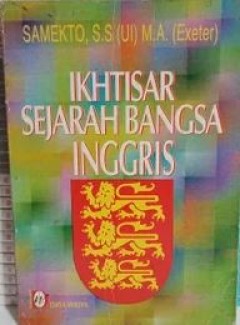 SAMEKTO, S.S (UI) M.A. (Exeter)
IKHTISAR
SEJARAH BANGSA
INGGRIS